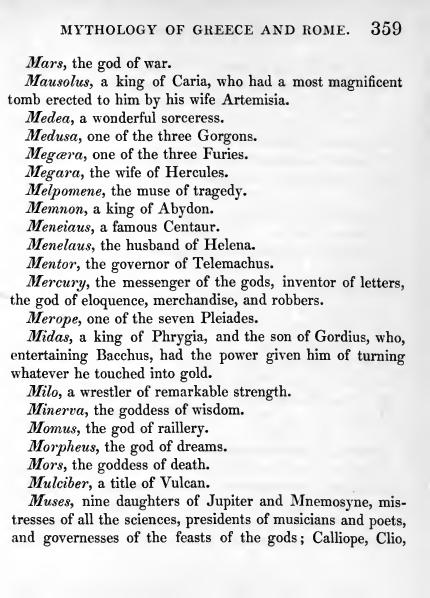 MYTHOLOGY OF GREECE AND ROME. 359
Mars, the god of war.
Mausolus, a king of Caria, who had a most magnificent
tomb erected to him by his wife Artemisia.
Medea, a wonderful sorceress.
Medusa, one of the three Gorgons.
Megæra, one of the three Furies.
Megara, the wife of Hercules.
Melpomene, the muse of tragedy.
Memnon, a king of Abydon.
Meneiaus, a famous Centaur.
Menelaus, the husband of Helena.
Mentor, the governor of Telemachus.
Mercury, the messenger of the gods, inventor of letters,
the god of eloquence, merchandise, and robbers.
Merope, one of the seven Pleiades.
Midas, a king of Phrygia, and the son of Gordius, who,
entertaining Bacchus, had the power given him of turning
whatever he touched into gold.
Milo, a wrestler of remarkable strength.
Minerva, the goddess of wisdom.
Momus, the god of raillery.
Morpheus, the god of dreams.
Mors, the goddess of death.
Mulciber, a title of Vulcan.
Muses, nine daughters of Jupiter and Mnemosyne, mis-
tresses of all the sciences, presidents of musicians and poets,
and governesses of the feasts of the gods; Calliope, Clio,